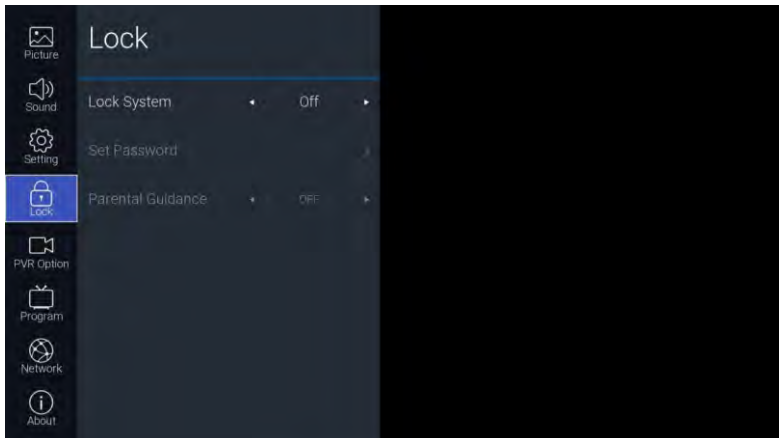 Picture
Sound
Setting
Lock
PVR Option
Program
Network
About
Lock
Lock System Off
Set Password
Parental Guidance OFF